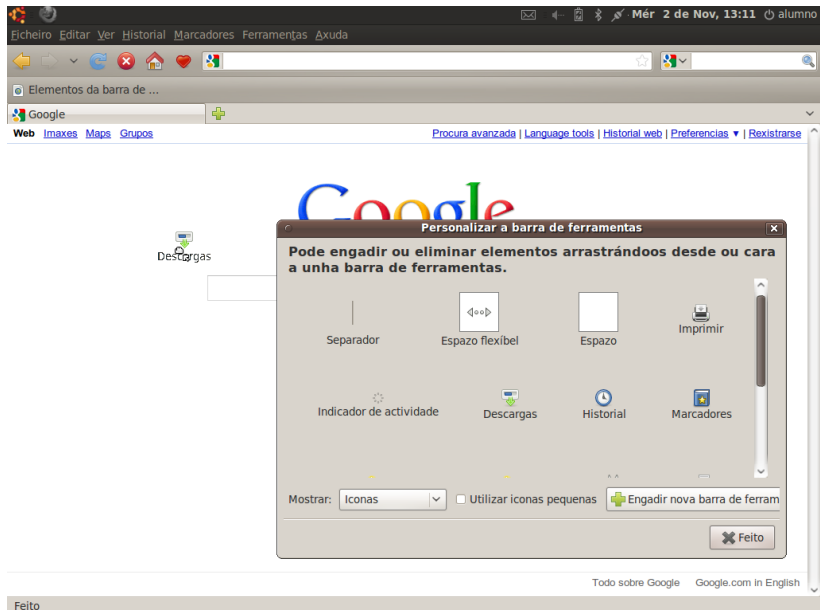 Mér 2 de Nov, 13:11 alumno
Ficheiro Editar Ver Historial Marcadores Ferramentas Axuda
Elementos da barra de ...
Google
Web Imaxes Maps Grupos Procura avanzada | Language tools | Historial web | Preferencias ▼ | Rexistrarse
Google
Descargas
Personalizar a barra de ferramentas
Pode engadir ou eliminar elementos arrastrándoos desde ou cara
a unha barra de ferramentas.
Separador Espazo flexíbel Espazo Imprimir
Indicador de actividade Descargas Historial Marcadores
Mostrar: Iconas Utilizar iconas pequenas Engadir nova barra de ferram
Feito
Todo sobre Google Google.com in English
Feito